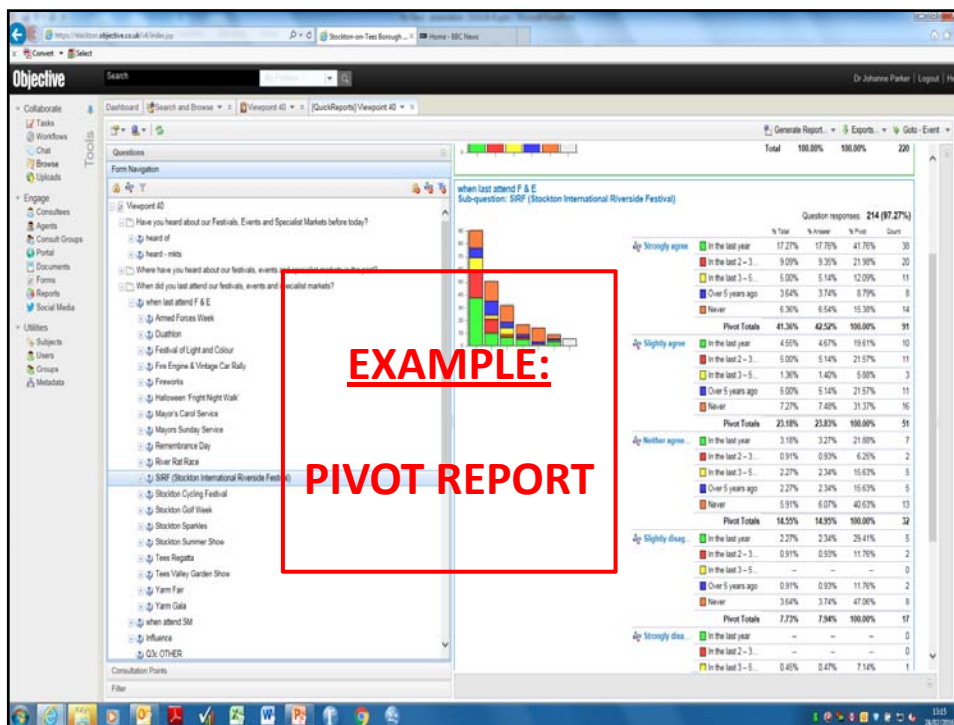 https://stockton.objective.co.uk/v4/index.jsp
Stockton-on-Tees Borough ...
Home - BBC News
x Convert Select
Objective
Search
Dr Johanne Parker | Logout | He
Collaborate
Tasks
Workflows
Chat
Browse
Uploads
Tools
Engage
Consultees
Agents
Consult Groups
Portal
Documents
Forms
Reports
Social Media
Utilities
Subjects
Users
Groups
Metadata
Dashboard Search and Browse x Viewpoint 40 x [QuickReports] Viewpoint 40 x
Generate Report... Exports... Goto - Event
Questions
Form Navigation
Viewpoint 40
Have you heard about our Festivals, Events and Specialist Markets before today?
heard of
heard - mkts
Where have you heard about our festivals, events and specialist markets in the past?
When did you last attend our festivals, events and specialist markets?
when last attend F & E
Armed Forces Week
Duathlon
Festival of Light and Colour
Fire Engine & Vintage Car Rally
Fireworks
Halloween 'Fright Night Walk'
Mayor's Carol Service
Mayors Sunday Service
Remembrance Day
River Rat Race
SIRF (Stockton International Riverside Festival)
Stockton Cycling Festival
Stockton Golf Week
Stockton Sparkles
Stockton Summer Show
Tees Regatta
Tees Valley Garden Show
Yarm Fair
Yarm Gala
when attend SM
Influence
Q3c OTHER
Consultation Points
Filter
Total 100.00% 100.00% 220
when last attend F & E
Sub-question: SIRF (Stockton International Riverside Festival)
Question responses: 214 (97.27%)
% Total % Answer % Pivot Count
Strongly agree In the last year 17.27% 17.76% 41.76% 38
In the last 2 – 3... 9.09% 9.35% 21.98% 20
In the last 3 – 5... 5.00% 5.14% 12.09% 11
Over 5 years ago 3.64% 3.74% 8.79% 8
Never 6.36% 6.54% 15.38% 14
Pivot Totals 41.36% 42.52% 100.00% 91
Slightly agree In the last year 4.55% 4.67% 19.61% 10
In the last 2 – 3... 5.00% 5.14% 21.57% 11
In the last 3 – 5... 1.36% 1.40% 5.88% 3
Over 5 years ago 5.00% 5.14% 21.57% 11
Never 7.27% 7.48% 31.37% 16
Pivot Totals 23.18% 23.83% 100.00% 51
Neither agree... In the last year 3.18% 3.27% 21.88% 7
In the last 2 – 3... 0.91% 0.93% 6.25% 2
In the last 3 – 5... 2.27% 2.34% 15.63% 5
Over 5 years ago 2.27% 2.34% 15.63% 5
Never 5.91% 6.07% 40.63% 13
Pivot Totals 14.55% 14.95% 100.00% 32
Slightly disag... In the last year 2.27% 2.34% 29.41% 5
In the last 2 – 3... 0.91% 0.93% 11.76% 2
In the last 3 – 5... – – – 0
Over 5 years ago 0.91% 0.93% 11.76% 2
Never 3.64% 3.74% 47.06% 8
Pivot Totals 7.73% 7.94% 100.00% 17
Strongly disa... In the last year – – – 0
In the last 2 – 3... – – – 0
In the last 3 – 5... 0.45% 0.47% 7.14% 1
EXAMPLE:
PIVOT REPORT
13:15